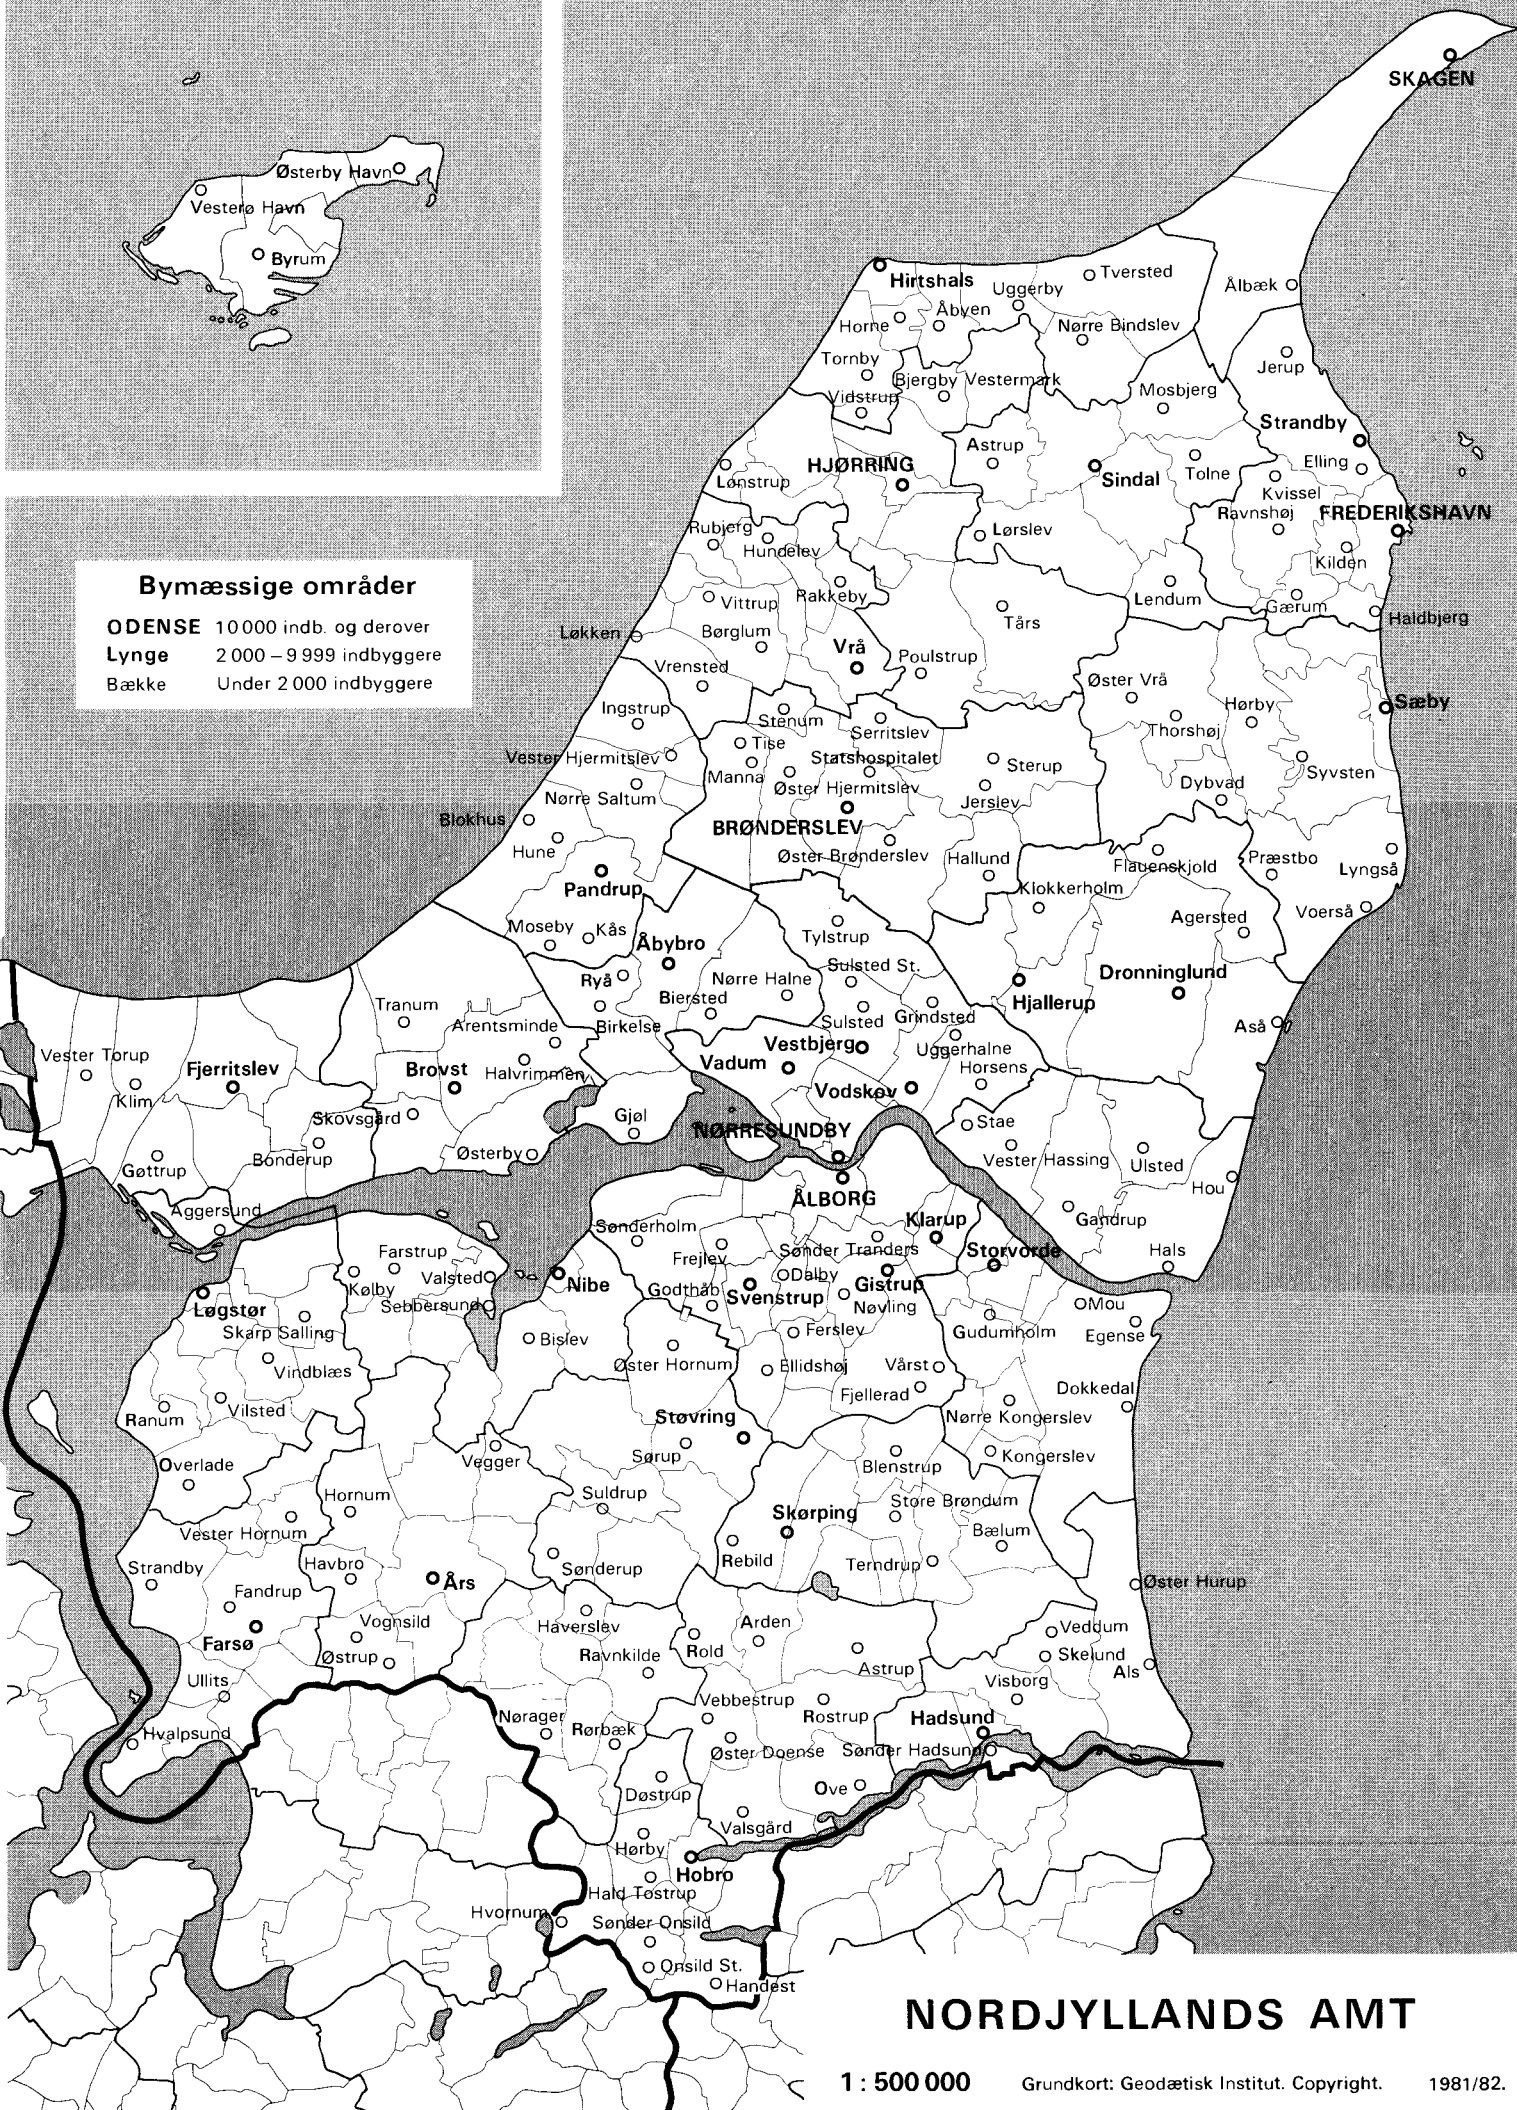 SKAGEN
Østerby Havn
Vesterø Havn
Byrum
Hirtshals
Tversted
Uggerby
Ålbæk
Åbyen
Horne
Nørre Bindslev
Tornby
Jerup
Bjergby
Vestermark
Mosbjerg
Vidstrup
Strandby
Astrup
HJØRRING
Elling
Lønstrup
Sindal
Tolne
Kvissel
Ravnshøj
FREDERIKSHAVN
Rubjerg
Lørslev
Hundelev
Kilden
Bymæssige områder
ODENSE 10 000 indb. og derover
Lynge 2 000 – 9 999 indbyggere
Bække Under 2 000 indbyggere
Rakkeby
Vittrup
Lendum
Gærum
Haldbjerg
Tårs
Løkken
Børglum
Vrå
Poulstrup
Vrensted
Øster Vrå
Ingstrup
Hørby
Sæby
Stenum
Serritslev
Thorshøj
Tise
Vester Hjermitslev
Statshospitalet
Sterup
Manna
Syvsten
Øster Hjermitslev
Dybvad
Nørre Saltum
Jerslev
Blokhus
BRØNDERSLEV
Hune
Øster Brønderslev
Hallund
Flauenskjold
Præstbo
Lyngså
Pandrup
Klokkerholm
Agersted
Voerså
Moseby
Kås
Åbybro
Tylstrup
Sulsted St.
Dronninglund
Ryå
Nørre Halne
Biersted
Hjallerup
Tranum
Arentsminde
Birkelse
Sulsted
Grindsted
Aså
Vester Torup
Fjerritslev
Brovst
Halvrimmen
Vadum
Vestbjerg
Uggerhalne
Horsens
Klim
Vodskov
Skovsgård
Gjøl
NØRRESUNDBY
Stae
Østerby
Bonderup
Gøttrup
Vester Hassing
Ulsted
Hou
ÅLBORG
Aggersund
Klarup
Gandrup
Sønderholm
Sønder Tranders
Storvorde
Hals
Farstrup
Frejlev
Valsted
Kølby
Nibe
Godthåb
Dalby
Gistrup
Svenstrup
Løgstør
Sebbersund
Nøvling
Mou
Skarp Salling
Bislev
Ferslev
Gudumholm
Egense
Vindblæs
Øster Hornum
Ellidshøj
Vårst
Fjellerad
Dokkedal
Ranum
Vilsted
Støvring
Nørre Kongerslev
Overlade
Vegger
Sørup
Blenstrup
Kongerslev
Hornum
Suldrup
Store Brøndum
Vester Hornum
Skørping
Bælum
Strandby
Havbro
Sønderup
Rebild
Terndrup
Års
Øster Hurup
Fandrup
Haverslev
Arden
Veddum
Farsø
Vognsild
Rold
Østrup
Ravnkilde
Astrup
Skelund
Als
Ullits
Visborg
Vebbestrup
Nørager
Rørbæk
Rostrup
Hadsund
Hvalpsund
Øster Doense
Sønder Hadsund
Døstrup
Ove
Valsgård
Hørby
Hobro
Hald Tostrup
Hvornum
Sønder Onsild
Onsild St.
Handest
NORDJYLLANDS AMT
1 : 500 000 Grundkort: Geodætisk Institut. Copyright. 1981/82.